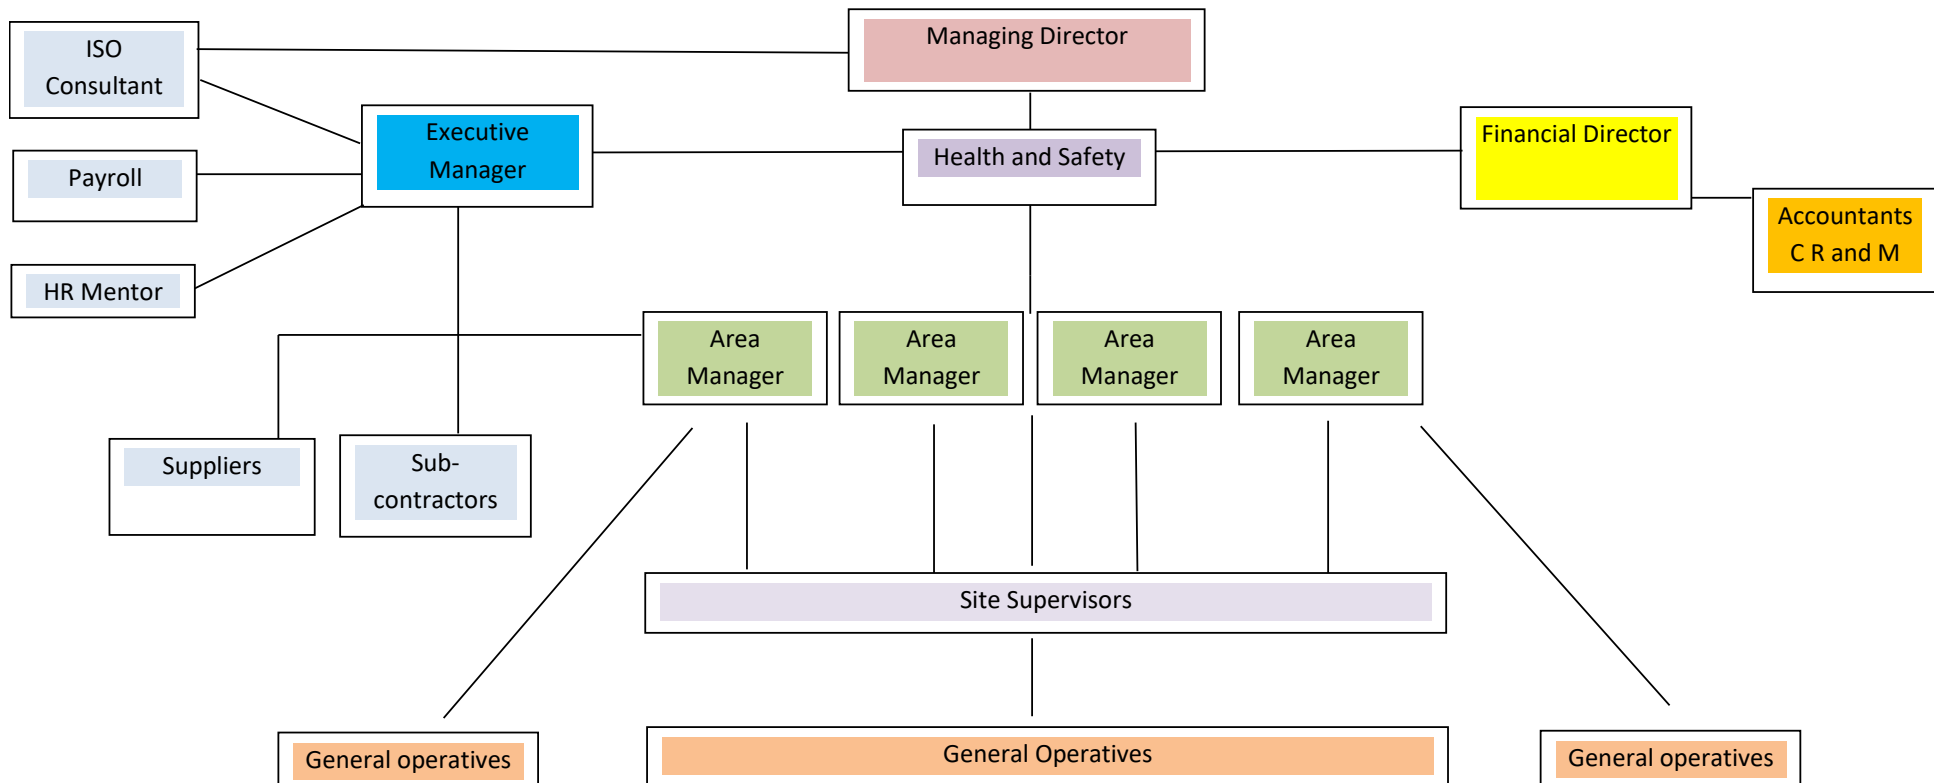 ISO
Consultant
Managing Director
Executive
Manager
Health and Safety
Financial Director
Payroll
Accountants
C R and M
HR Mentor
Area
Manager
Area
Manager
Area
Manager
Area
Manager
Suppliers
Sub-
contractors
Site Supervisors
General operatives
General Operatives
General operatives